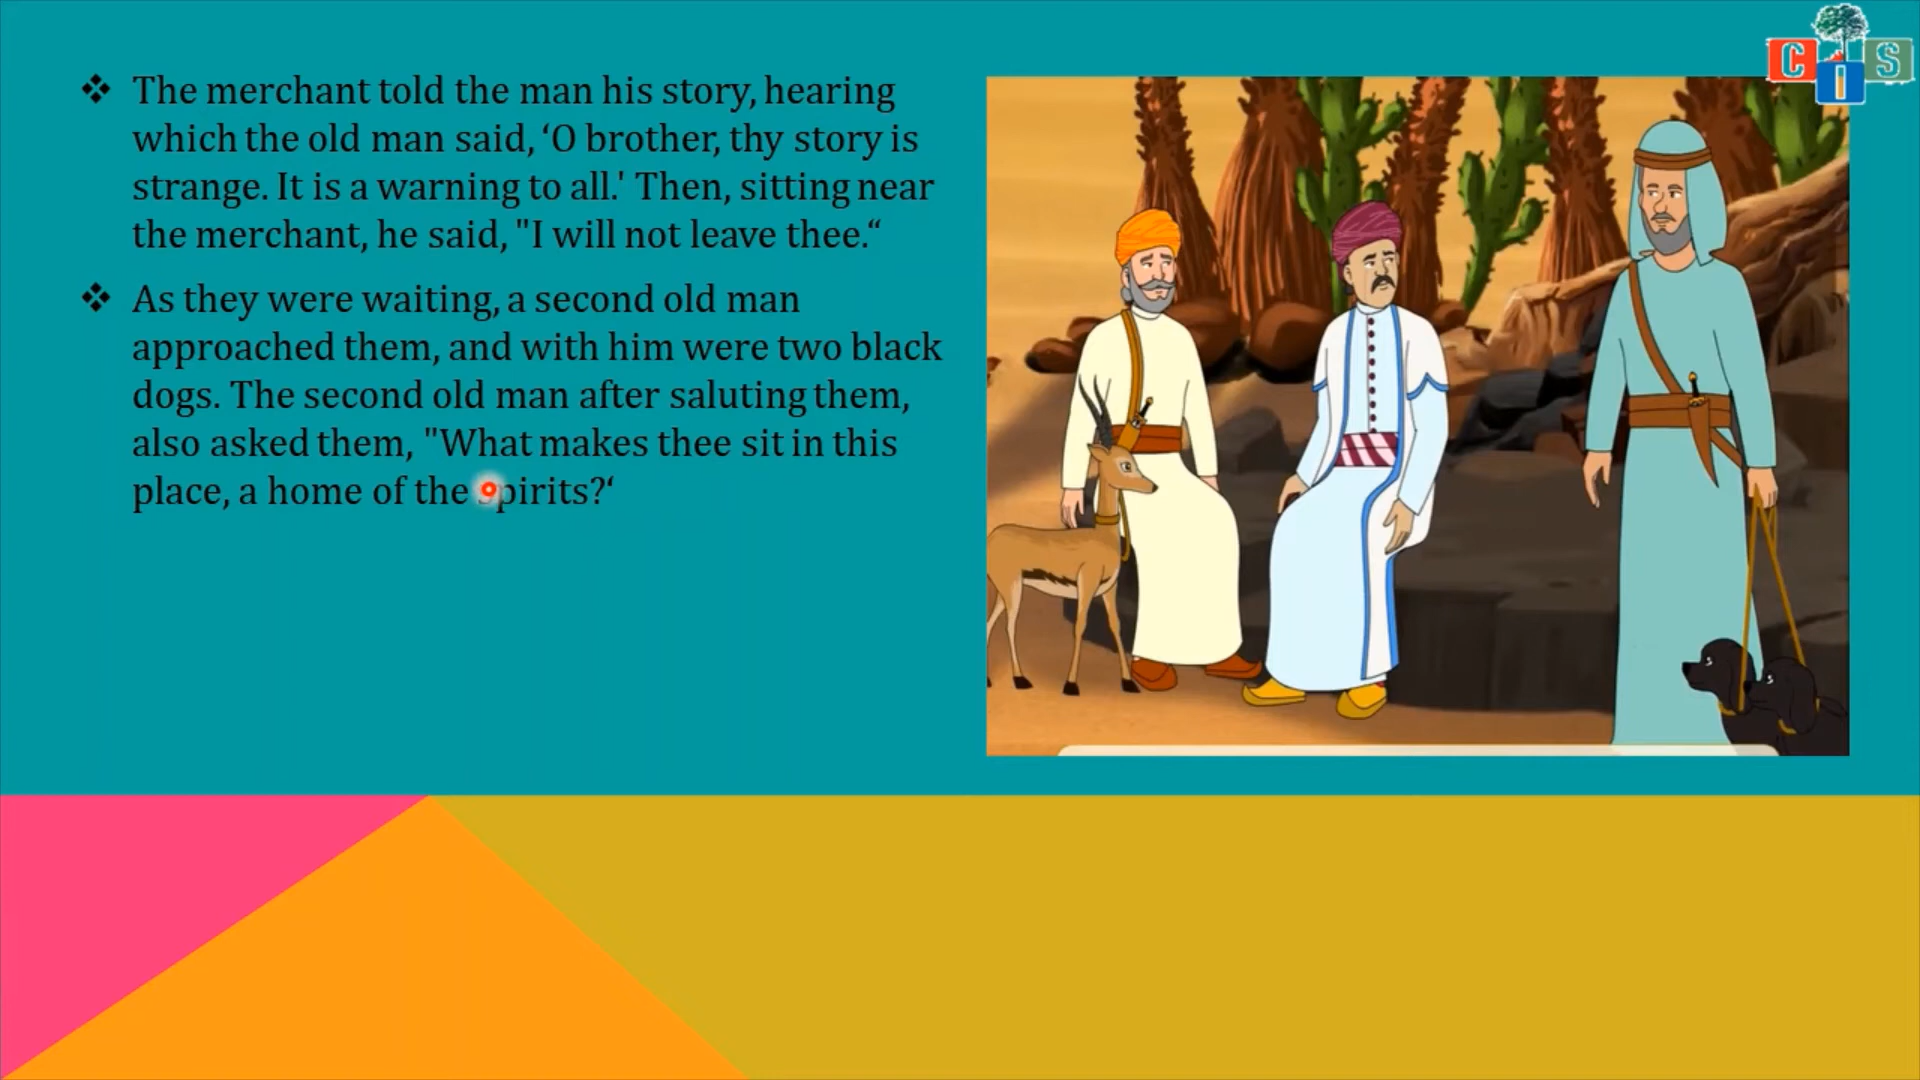 ❖ The merchant told the man his story, hearing
which the old man said, ‘O brother, thy story is
strange. It is a warning to all.' Then, sitting near
the merchant, he said, "I will not leave thee.“
❖ As they were waiting, a second old man
approached them, and with him were two black
dogs. The second old man after saluting them,
also asked them, "What makes thee sit in this
place, a home of the spirits?‘
C I S